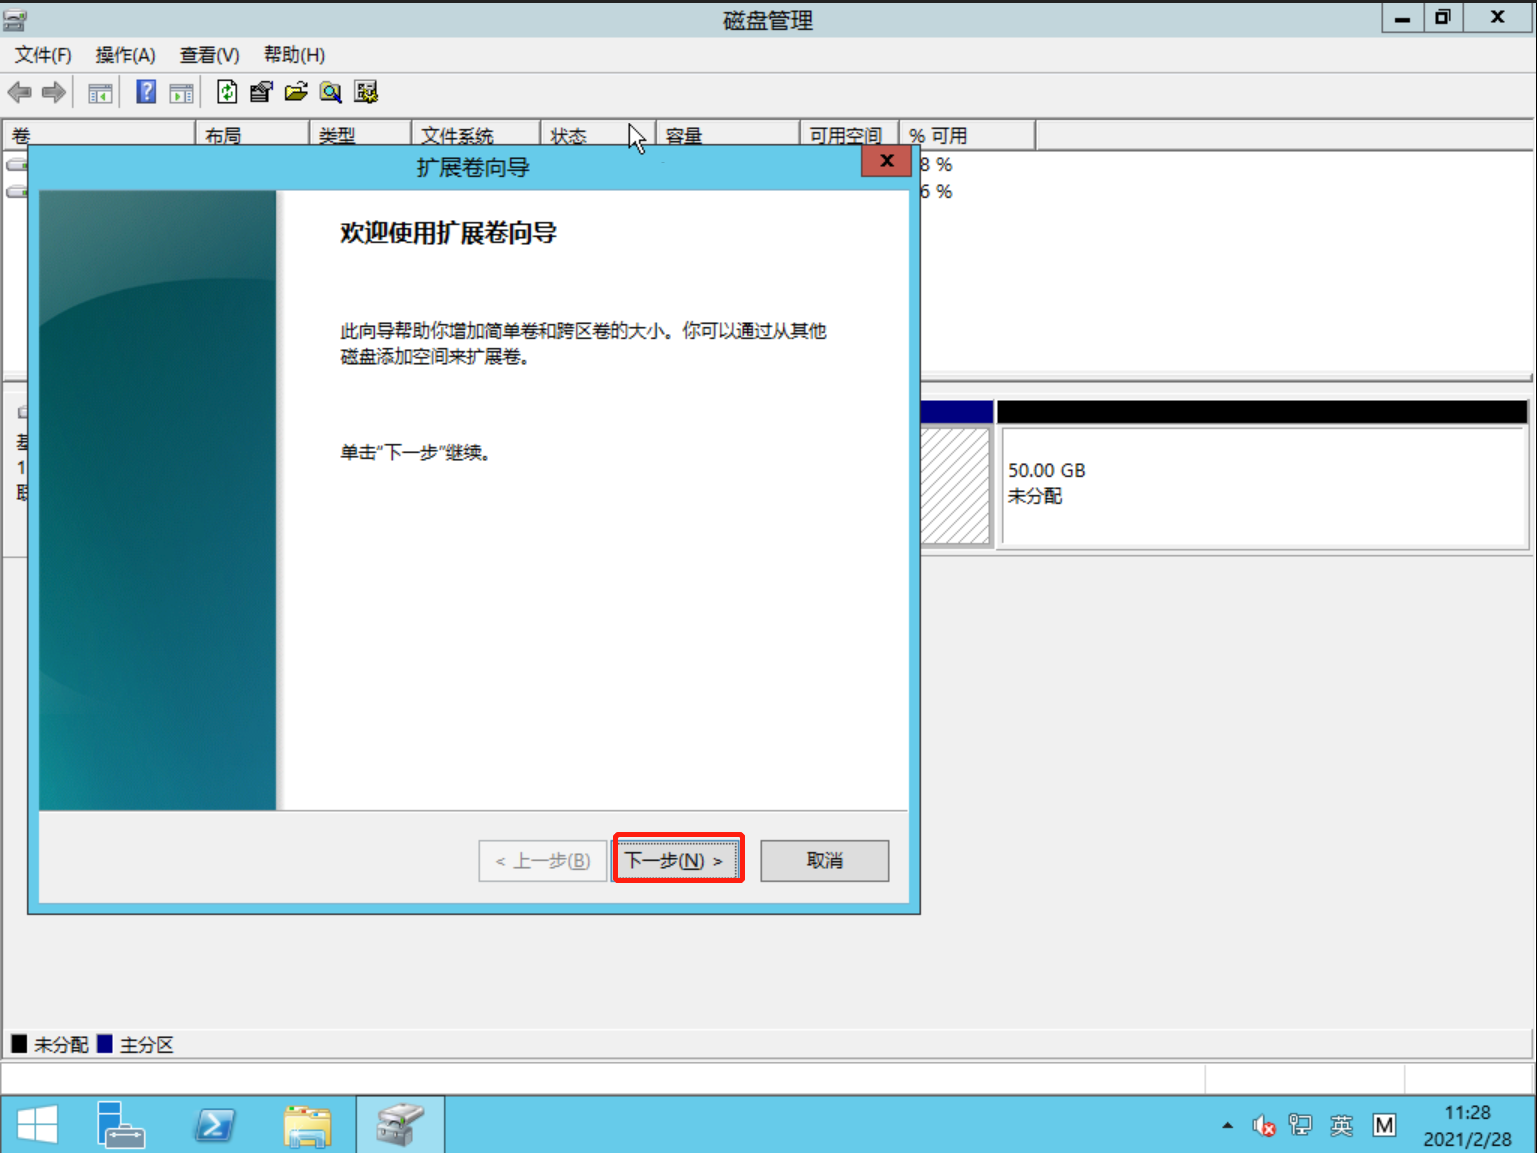 磁盘管理
文件(F) 操作(A) 查看(V) 帮助(H)
卷 布局 类型 文件系统 状态 容量 可用空间 % 可用
8 %
6 %
扩展卷向导
欢迎使用扩展卷向导
此向导帮助你增加简单卷和跨区卷的大小。你可以通过从其他
磁盘添加空间来扩展卷。
单击"下一步"继续。
1
50.00 GB
未分配
< 上一步(B) 下一步(N) > 取消
未分配 主分区
英 M
11:28
2021/2/28